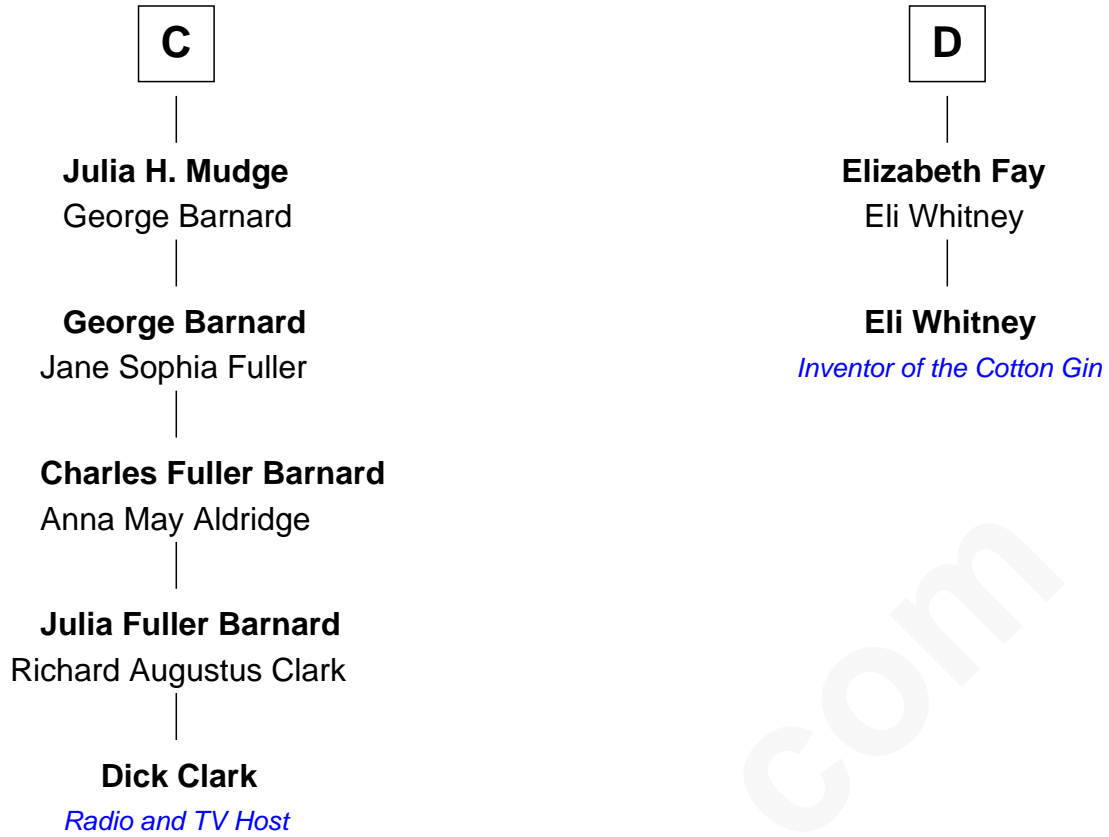 C
Julia H. Mudge
George Barnard
George Barnard
Jane Sophia Fuller
Charles Fuller Barnard
Anna May Aldridge
Julia Fuller Barnard
Richard Augustus Clark
Dick Clark
Radio and TV Host
D
Elizabeth Fay
Eli Whitney
Eli Whitney
Inventor of the Cotton Gin
com